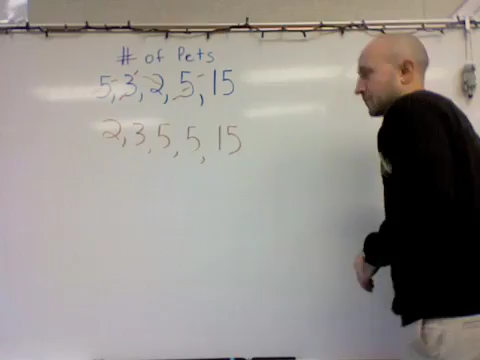 # of Pets
5, 3, 2, 5, 15
2, 3, 5, 5, 15